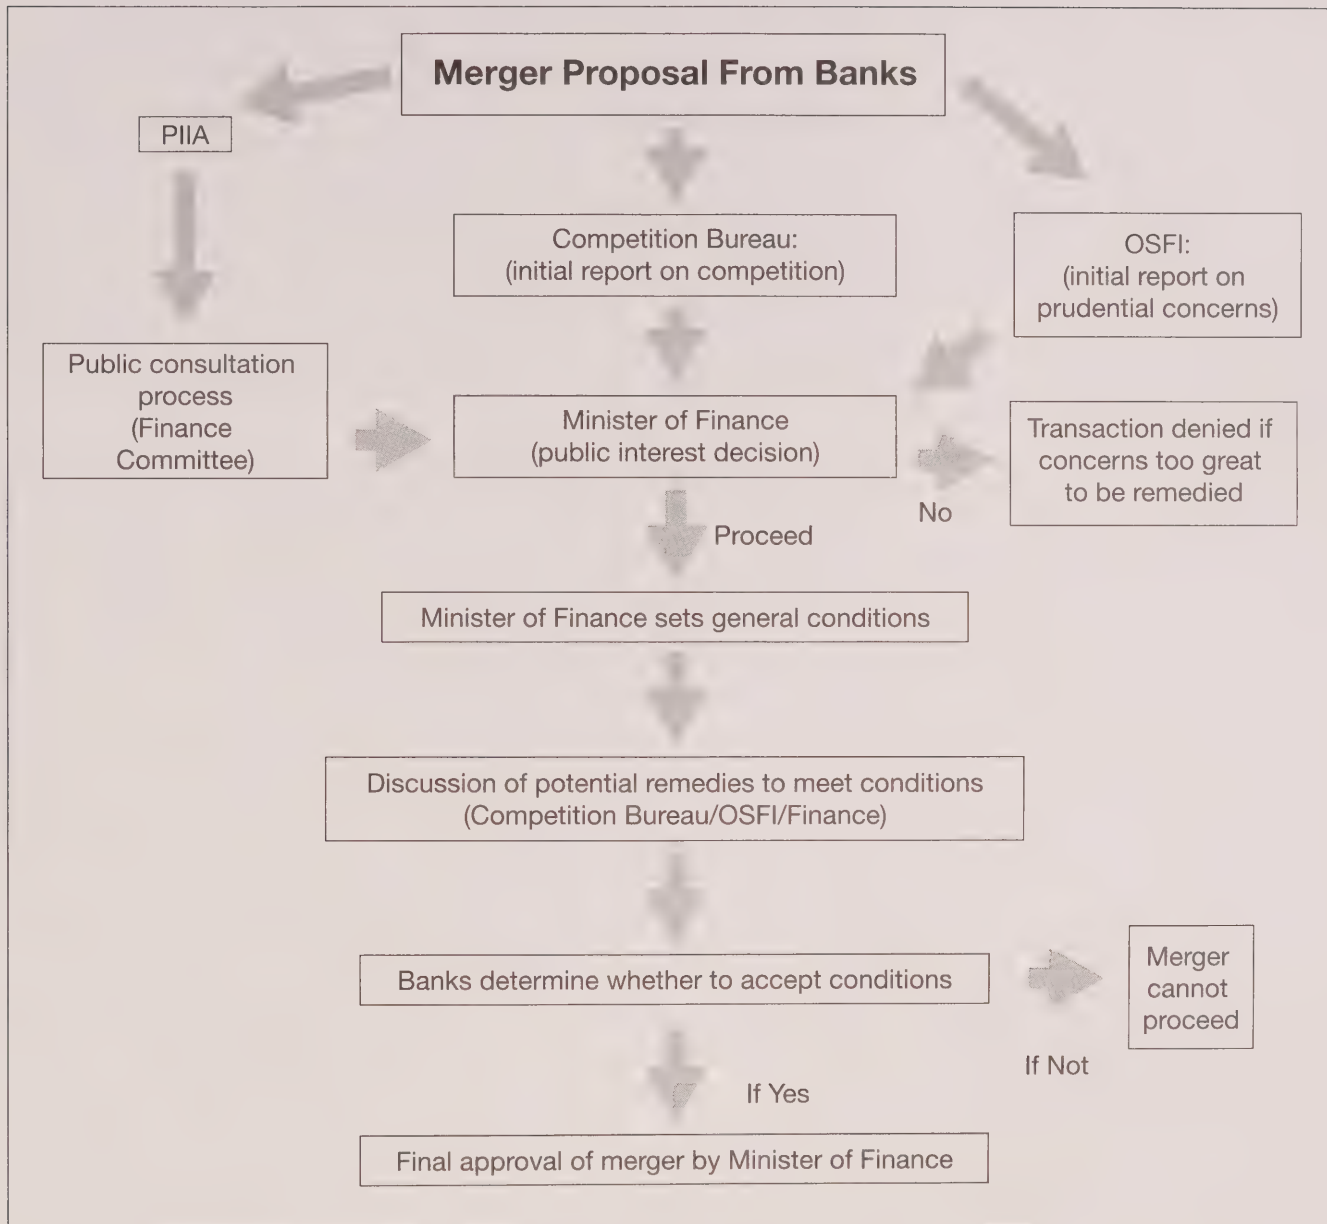 Merger Proposal From Banks
PIIA
Competition Bureau:
(initial report on competition)
OSFI:
(initial report on
prudential concerns)
Public consultation
process
(Finance
Committee)
Minister of Finance
(public interest decision)
Transaction denied if
concerns too great
to be remedied
No
Proceed
Minister of Finance sets general conditions
Discussion of potential remedies to meet conditions
(Competition Bureau/OSFI/Finance)
Banks determine whether to accept conditions
Merger
cannot
proceed
If Not
If Yes
Final approval of merger by Minister of Finance